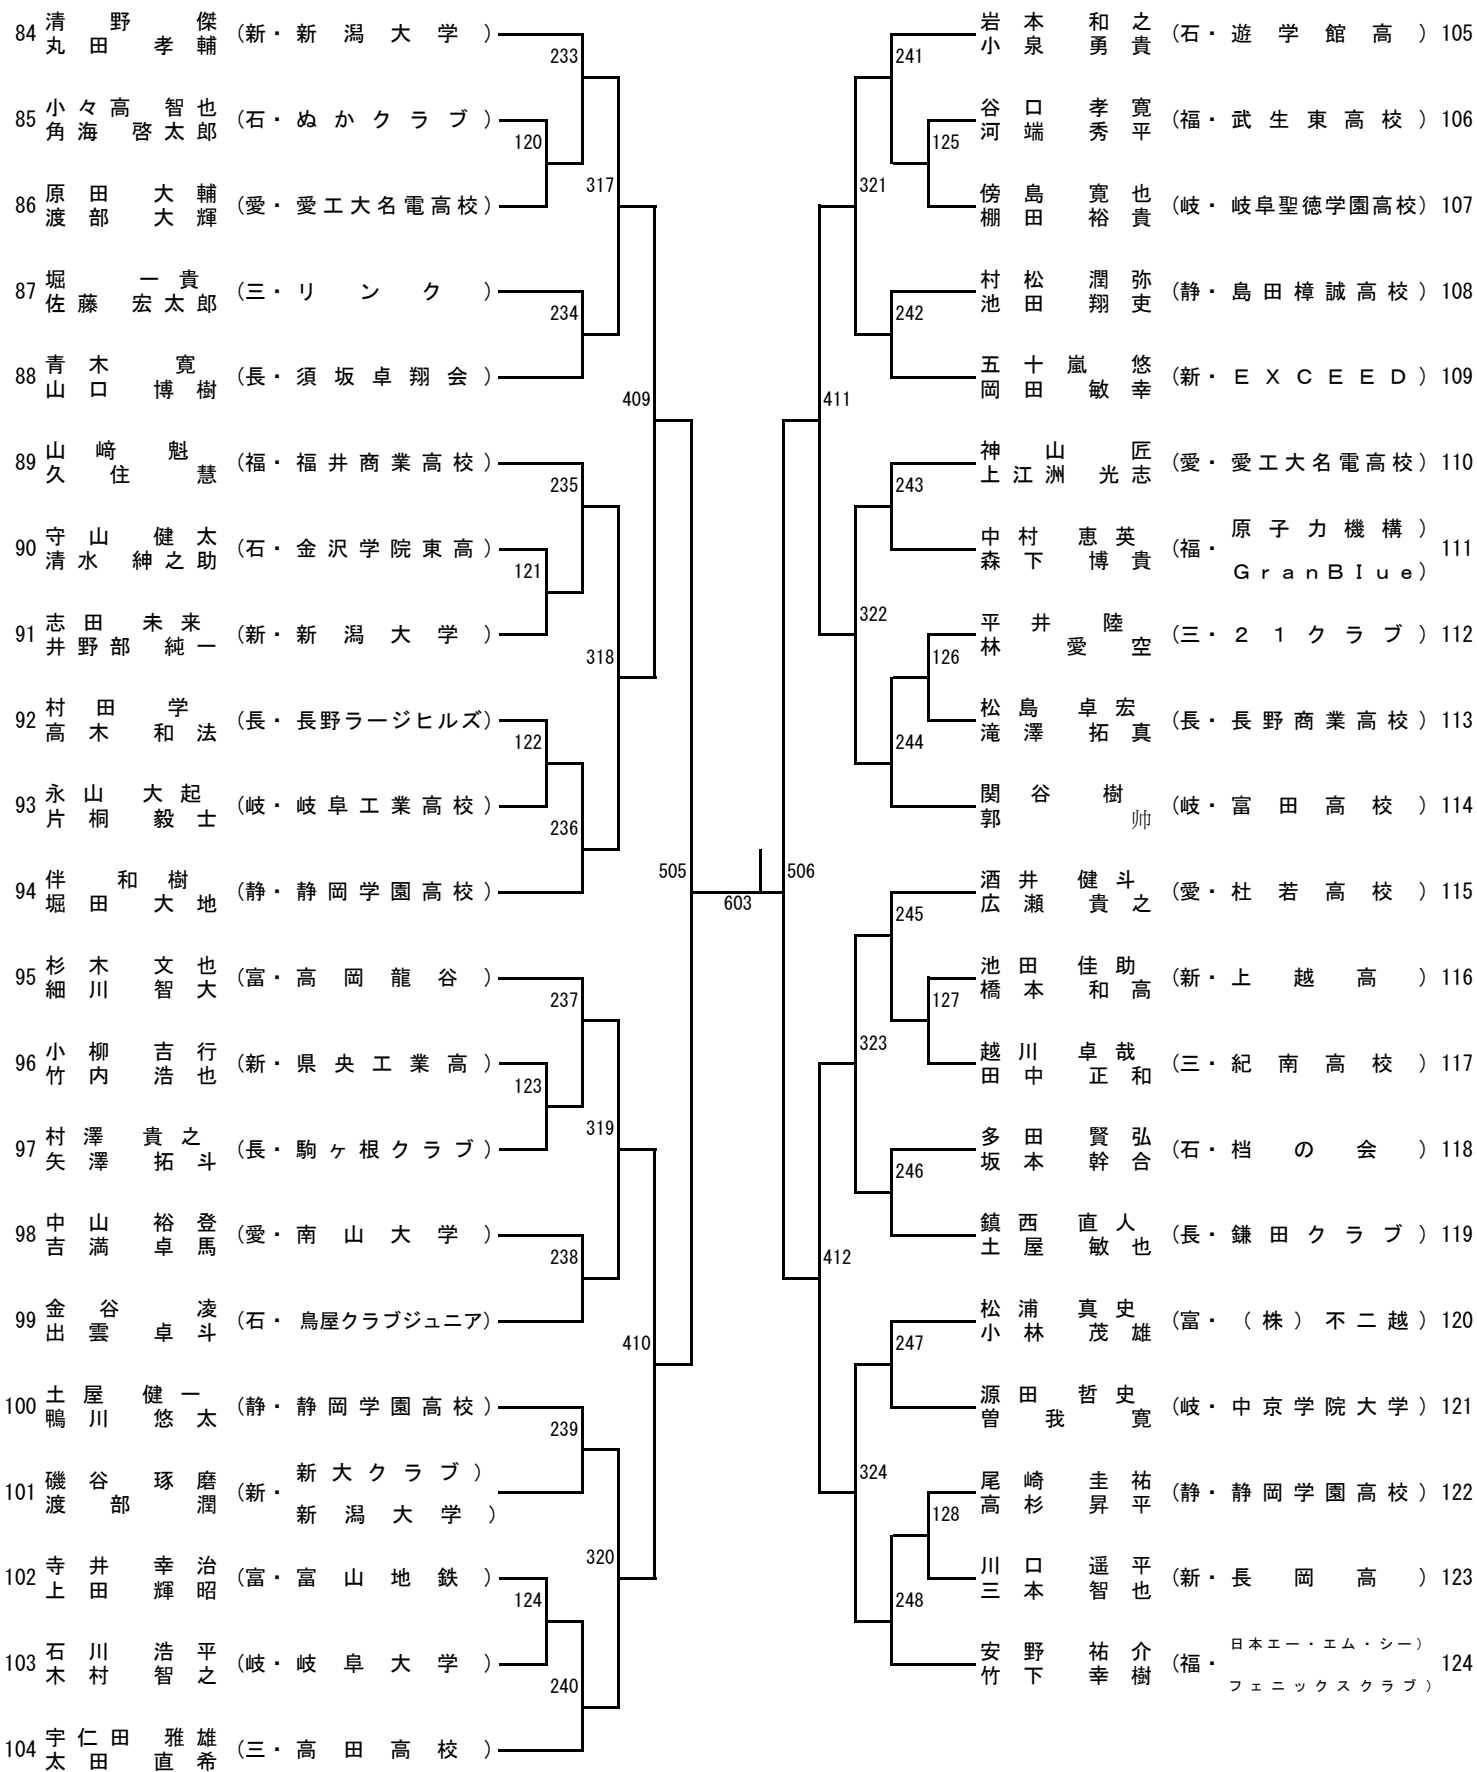 84 清野 傑 (新・新潟大学)
丸田 孝輔
233
85 小々高 智也 (石・ぬかクラブ)
角海 啓太郎
120
86 原田 大輔 (愛・愛工大名電高校)
渡部 大輝
317
87 堀 一貴 (三・リンク)
佐藤 宏太郎
234
88 青木 寛 (長・須坂卓翔会)
山口 博樹
409
89 山﨑 魁 (福・福井商業高校)
久住 慧
235
90 守山 健太 (石・金沢学院東高)
清水 紳之助
121
91 志田 未来 (新・新潟大学)
井野部 純一
318
92 村田 学 (長・長野ラージヒルズ)
高木 和法
122
93 永山 大起 (岐・岐阜工業高校)
片桐 毅士
236
94 伴 和樹 (静・静岡学園高校)
堀田 大地
505
603
95 杉木 文也 (富・高岡龍谷)
細川 智大
237
96 小柳 吉行 (新・県央工業高)
竹内 浩也
123
97 村澤 貴之 (長・駒ヶ根クラブ)
矢澤 拓斗
319
98 中山 裕登 (愛・南山大学)
吉満 卓馬
238
99 金谷 凌 (石・鳥屋クラブジュニア)
出雲 卓斗
410
100 土屋 健一 (静・静岡学園高校)
鴨川 悠太
239
101 磯谷 琢磨 (新・新大クラブ)
渡部 潤 新潟大学)
320
102 寺井 幸治 (富・富山地鉄)
上田 輝昭
124
103 石川 浩平 (岐・岐阜大学)
木村 智之
240
104 宇仁田 雅雄 (三・高田高校)
太田 直希
岩本 和之 (石・遊学館高) 105
小泉 勇貴
241
谷口 孝寛 (福・武生東高校) 106
河端 秀平
125
傍島 寛也 (岐・岐阜聖徳学園高校) 107
棚田 裕貴
321
村松 潤弥 (静・島田樟誠高校) 108
池田 翔吏
242
五十嵐 悠 (新・EXCEED) 109
岡田 敏幸
411
神山 匠 (愛・愛工大名電高校) 110
上江洲 光志
243
中村 恵英 (福・原子力機構) 111
森下 博貴 GranBIue)
322
平井 陸 (三・21クラブ) 112
林 愛空
126
松島 卓宏 (長・長野商業高校) 113
滝澤 拓真
244
関谷 樹 (岐・富田高校) 114
郭 帅
506
酒井 健斗 (愛・杜若高校) 115
広瀬 貴之
245
池田 佳助 (新・上越高) 116
橋本 和高
127
越川 卓哉 (三・紀南高校) 117
田中 正和
323
多田 賢弘 (石・档の会) 118
坂本 幹合
246
鎮西 直人 (長・鎌田クラブ) 119
土屋 敏也
412
松浦 真史 (富・(株)不二越) 120
小林 茂雄
247
源田 哲史 (岐・中京学院大学) 121
曽我 寛
324
尾崎 圭祐 (静・静岡学園高校) 122
高杉 昇平
128
川口 遥平 (新・長岡高) 123
三本 智也
248
安野 祐介 (福・日本エー・エム・シー) 124
竹下 幸樹 フェニックスクラブ)